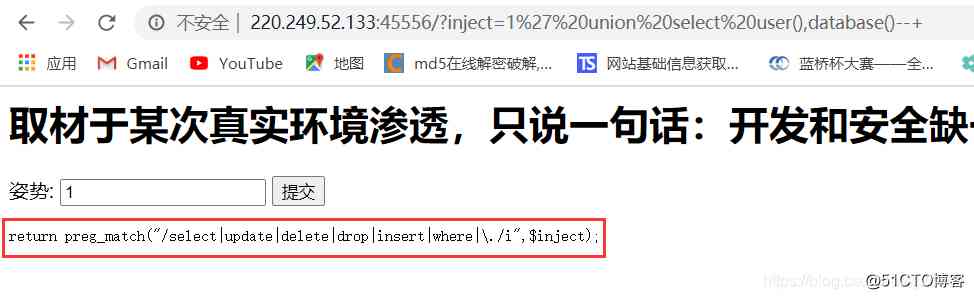 不安全 220.249.52.133:45556/?inject=1%27%20union%20select%20user(),database()--+
应用 Gmail YouTube 地图 md5在线解密破解,... 网站基础信息获取... 蓝桥杯大赛——全...
取材于某次真实环境渗透，只说一句话：开发和安全缺
姿势: 1 提交
return preg_match("/select|update|delete|drop|insert|where|\./i",$inject);
@51CTO博客